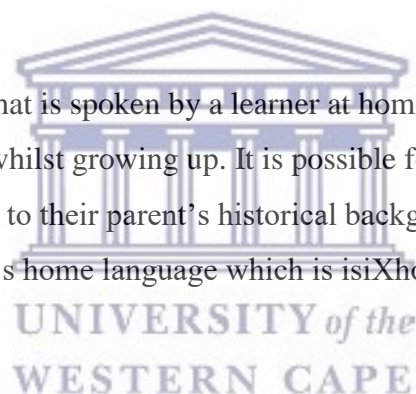 hat is spoken by a learner at hom
whilst growing up. It is possible f
to their parent’s historical backg
s home language which is isiXho
UNIVERSITY of the
WESTERN CAPE